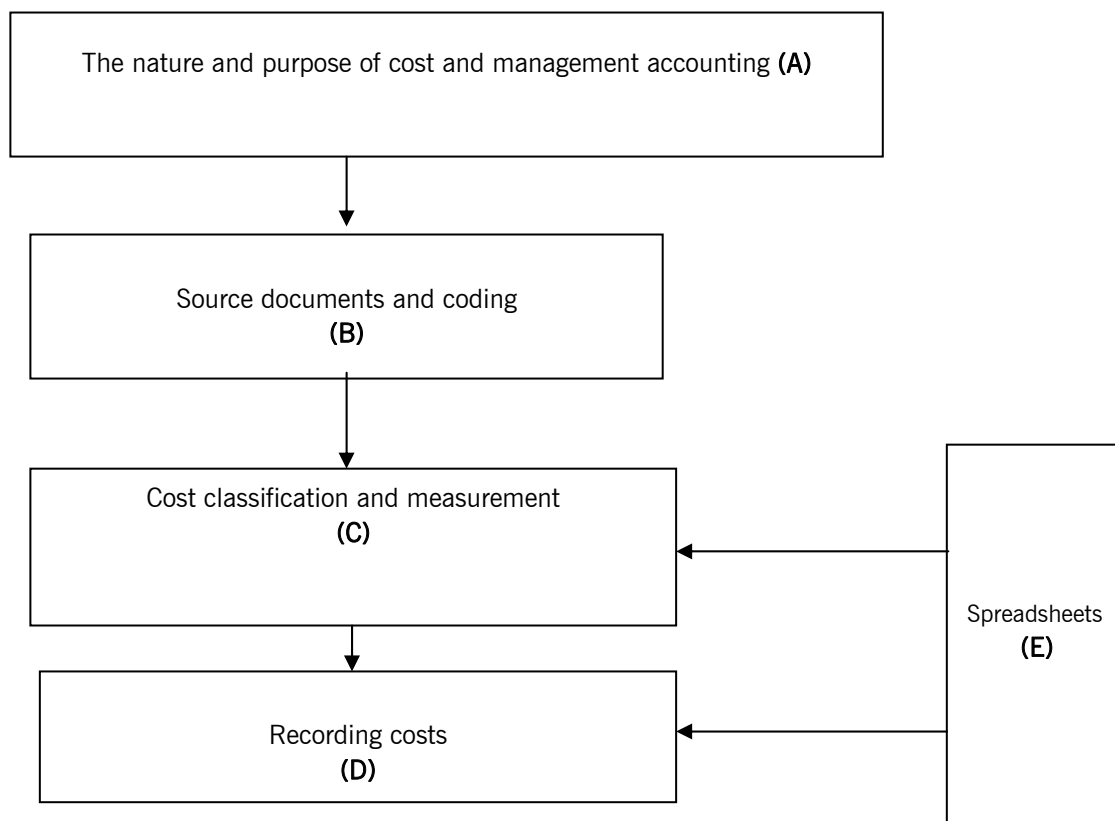 The nature and purpose of cost and management accounting (A)
Source documents and coding
(B)
Cost classification and measurement
(C)
Spreadsheets
(E)
Recording costs
(D)